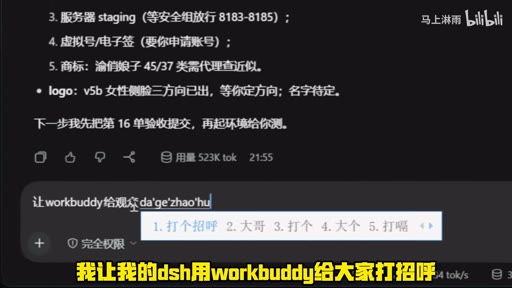 马上淋雨 bilibili
3. 服务器 staging（等安全组放行 8183-8185）；
4. 虚拟号/电子签（要你申请账号）；
5. 商标：渝俏娘子 45/37 类需代理查近似。
• logo：v5b 女性侧脸三方向已出，等你定方向；名字待定。
下一步我先把第 16 单验收提交，再起环境给你测。
用量 523K tok 21:55
让workbuddy给观众da'ge'zhao'hu
1. 打个招呼 2. 大哥 3. 打个 4. 大个 5. 打嗝
完全权限
64 tok/s
我让我的dsh用workbuddy给大家打招呼